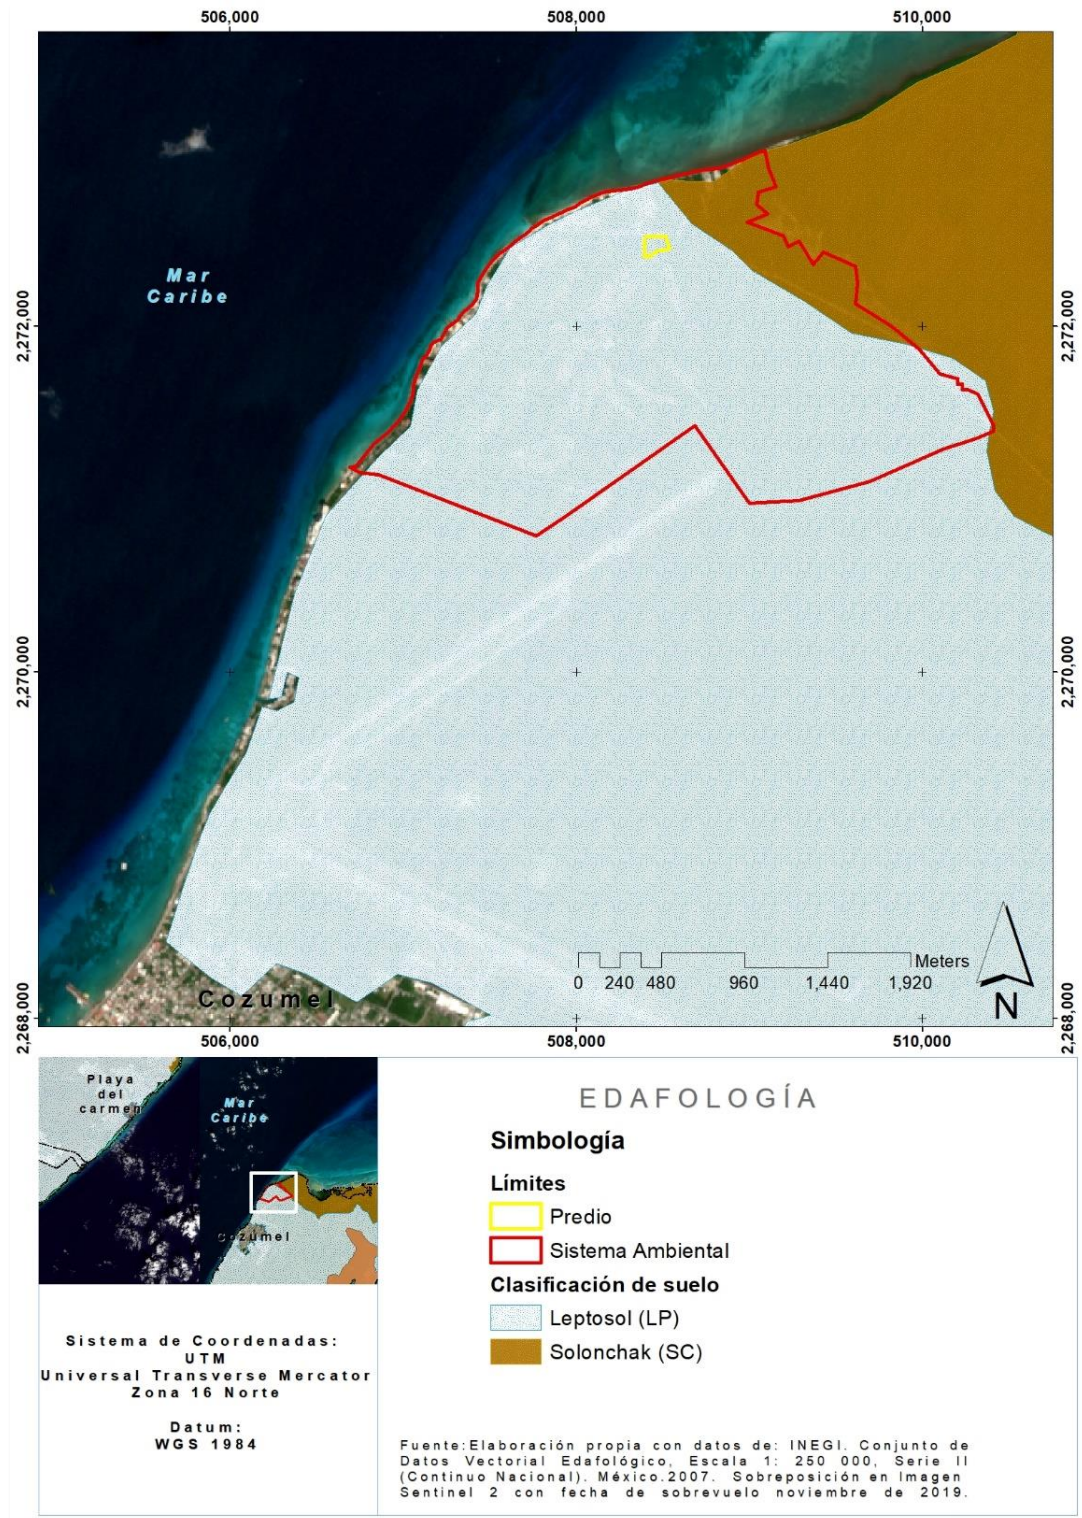 506,000
508,000
510,000
Mar
Caribe
2,272,000
2,272,000
2,270,000
2,270,000
2,268,000
2,268,000
Meters
0 240 480 960 1,440 1,920
N
Cozumel
506,000
508,000
510,000
Playa
del
carmen
Mar
Caribe
Cozumel
EDAFOLOGÍA
Simbología
Límites
Predio
Sistema Ambiental
Clasificación de suelo
Leptosol (LP)
Solonchak (SC)
Sistema de Coordenadas:
UTM
Universal Transverse Mercator
Zona 16 Norte
Datum:
WGS 1984
Fuente:Elaboración propia con datos de: INEGI. Conjunto de
Datos Vectorial Edafológico, Escala 1: 250 000, Serie II
(Continuo Nacional). México.2007. Sobreposición en Imagen
Sentinel 2 con fecha de sobrevuelo noviembre de 2019.